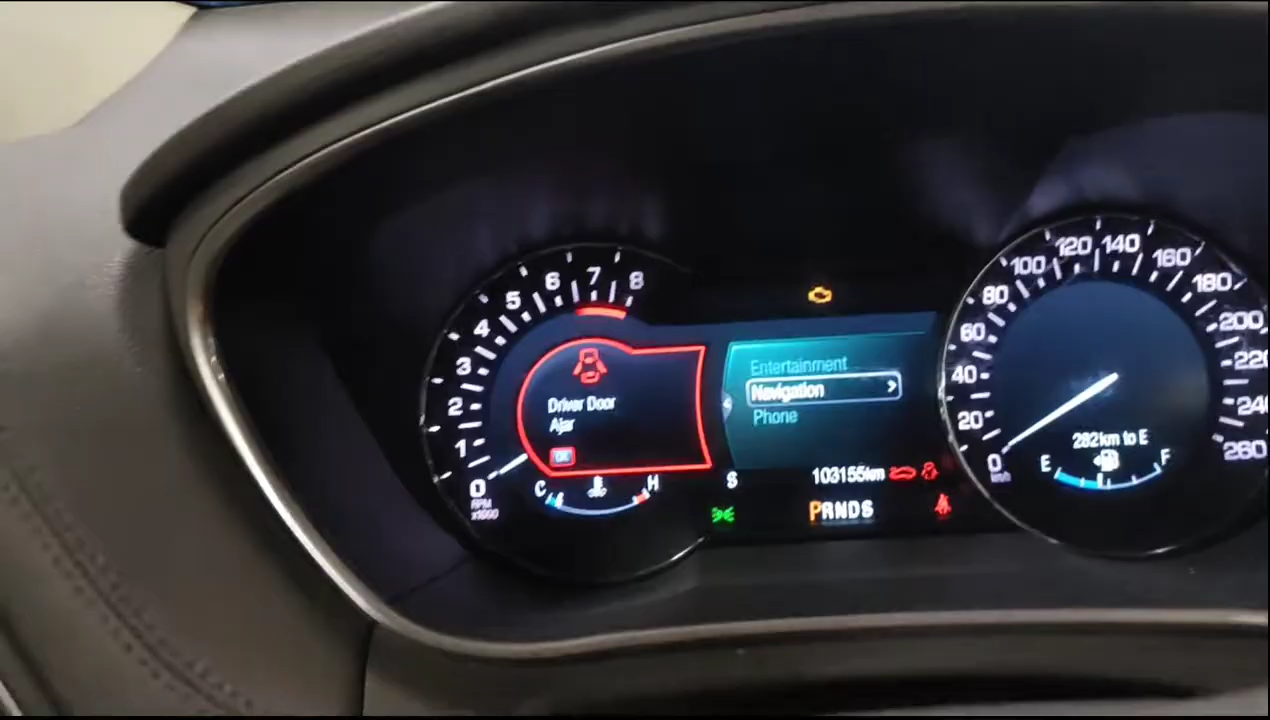 0
1
2
3
4
5
6
7
8
RPM
x1000
Driver Door
Ajar
OK
C
H
Entertainment
Navigation
Phone
S
103155km
PRNDS
0
20
40
60
80
100
120
140
160
180
200
220
240
260
km/h
282km to E
E
F